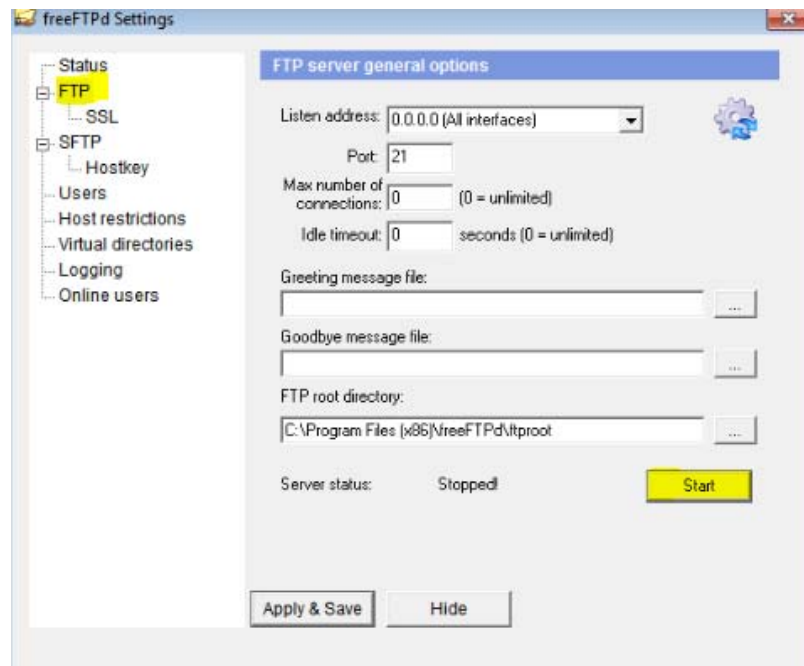 freeFTPd Settings
Status
FTP
SSL
SFTP
Hostkey
Users
Host restrictions
Virtual directories
Logging
Online users
FTP server general options
Listen address: 0.0.0.0 (All interfaces)
Port: 21
Max number of
connections: 0 (0 = unlimited)
Idle timeout: 0 seconds (0 = unlimited)
Greeting message file:
...
Goodbye message file:
...
FTP root directory:
C:\Program Files (x86)\freeFTPd\ftproot ...
Server status: Stopped! Start
Apply & Save Hide